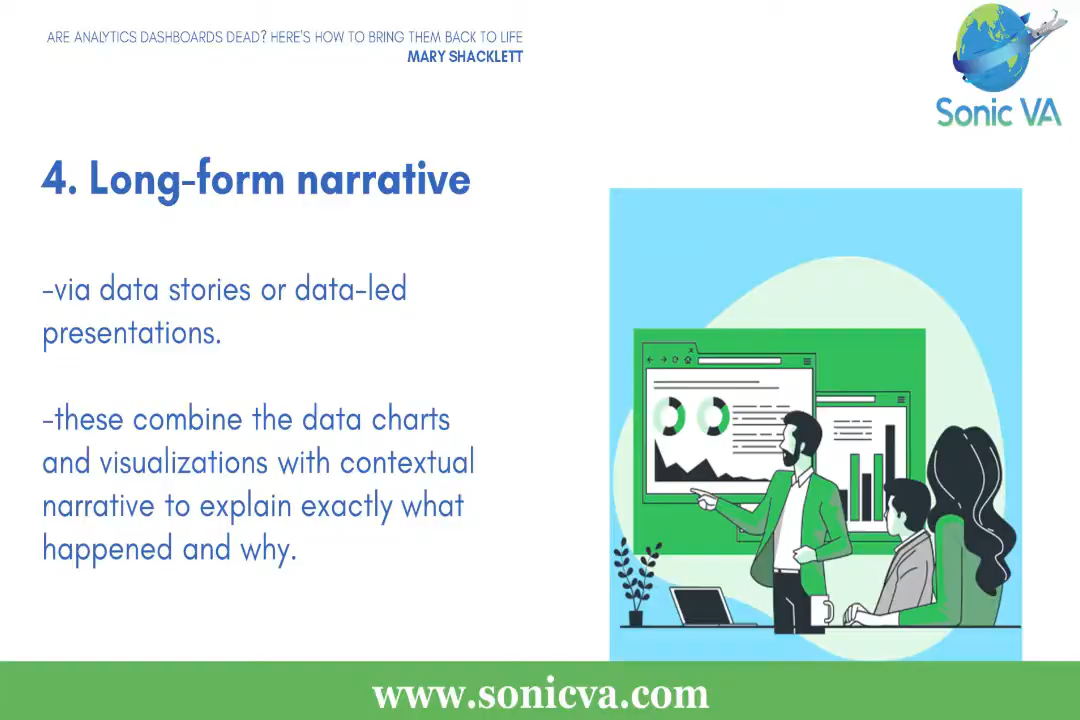 ARE ANALYTICS DASHBOARDS DEAD? HERE'S HOW TO BRING THEM BACK TO LIFE
MARY SHACKLETT
Sonic VA
4. Long-form narrative
-via data stories or data-led
presentations.
-these combine the data charts
and visualizations with contextual
narrative to explain exactly what
happened and why.
www.sonicva.com